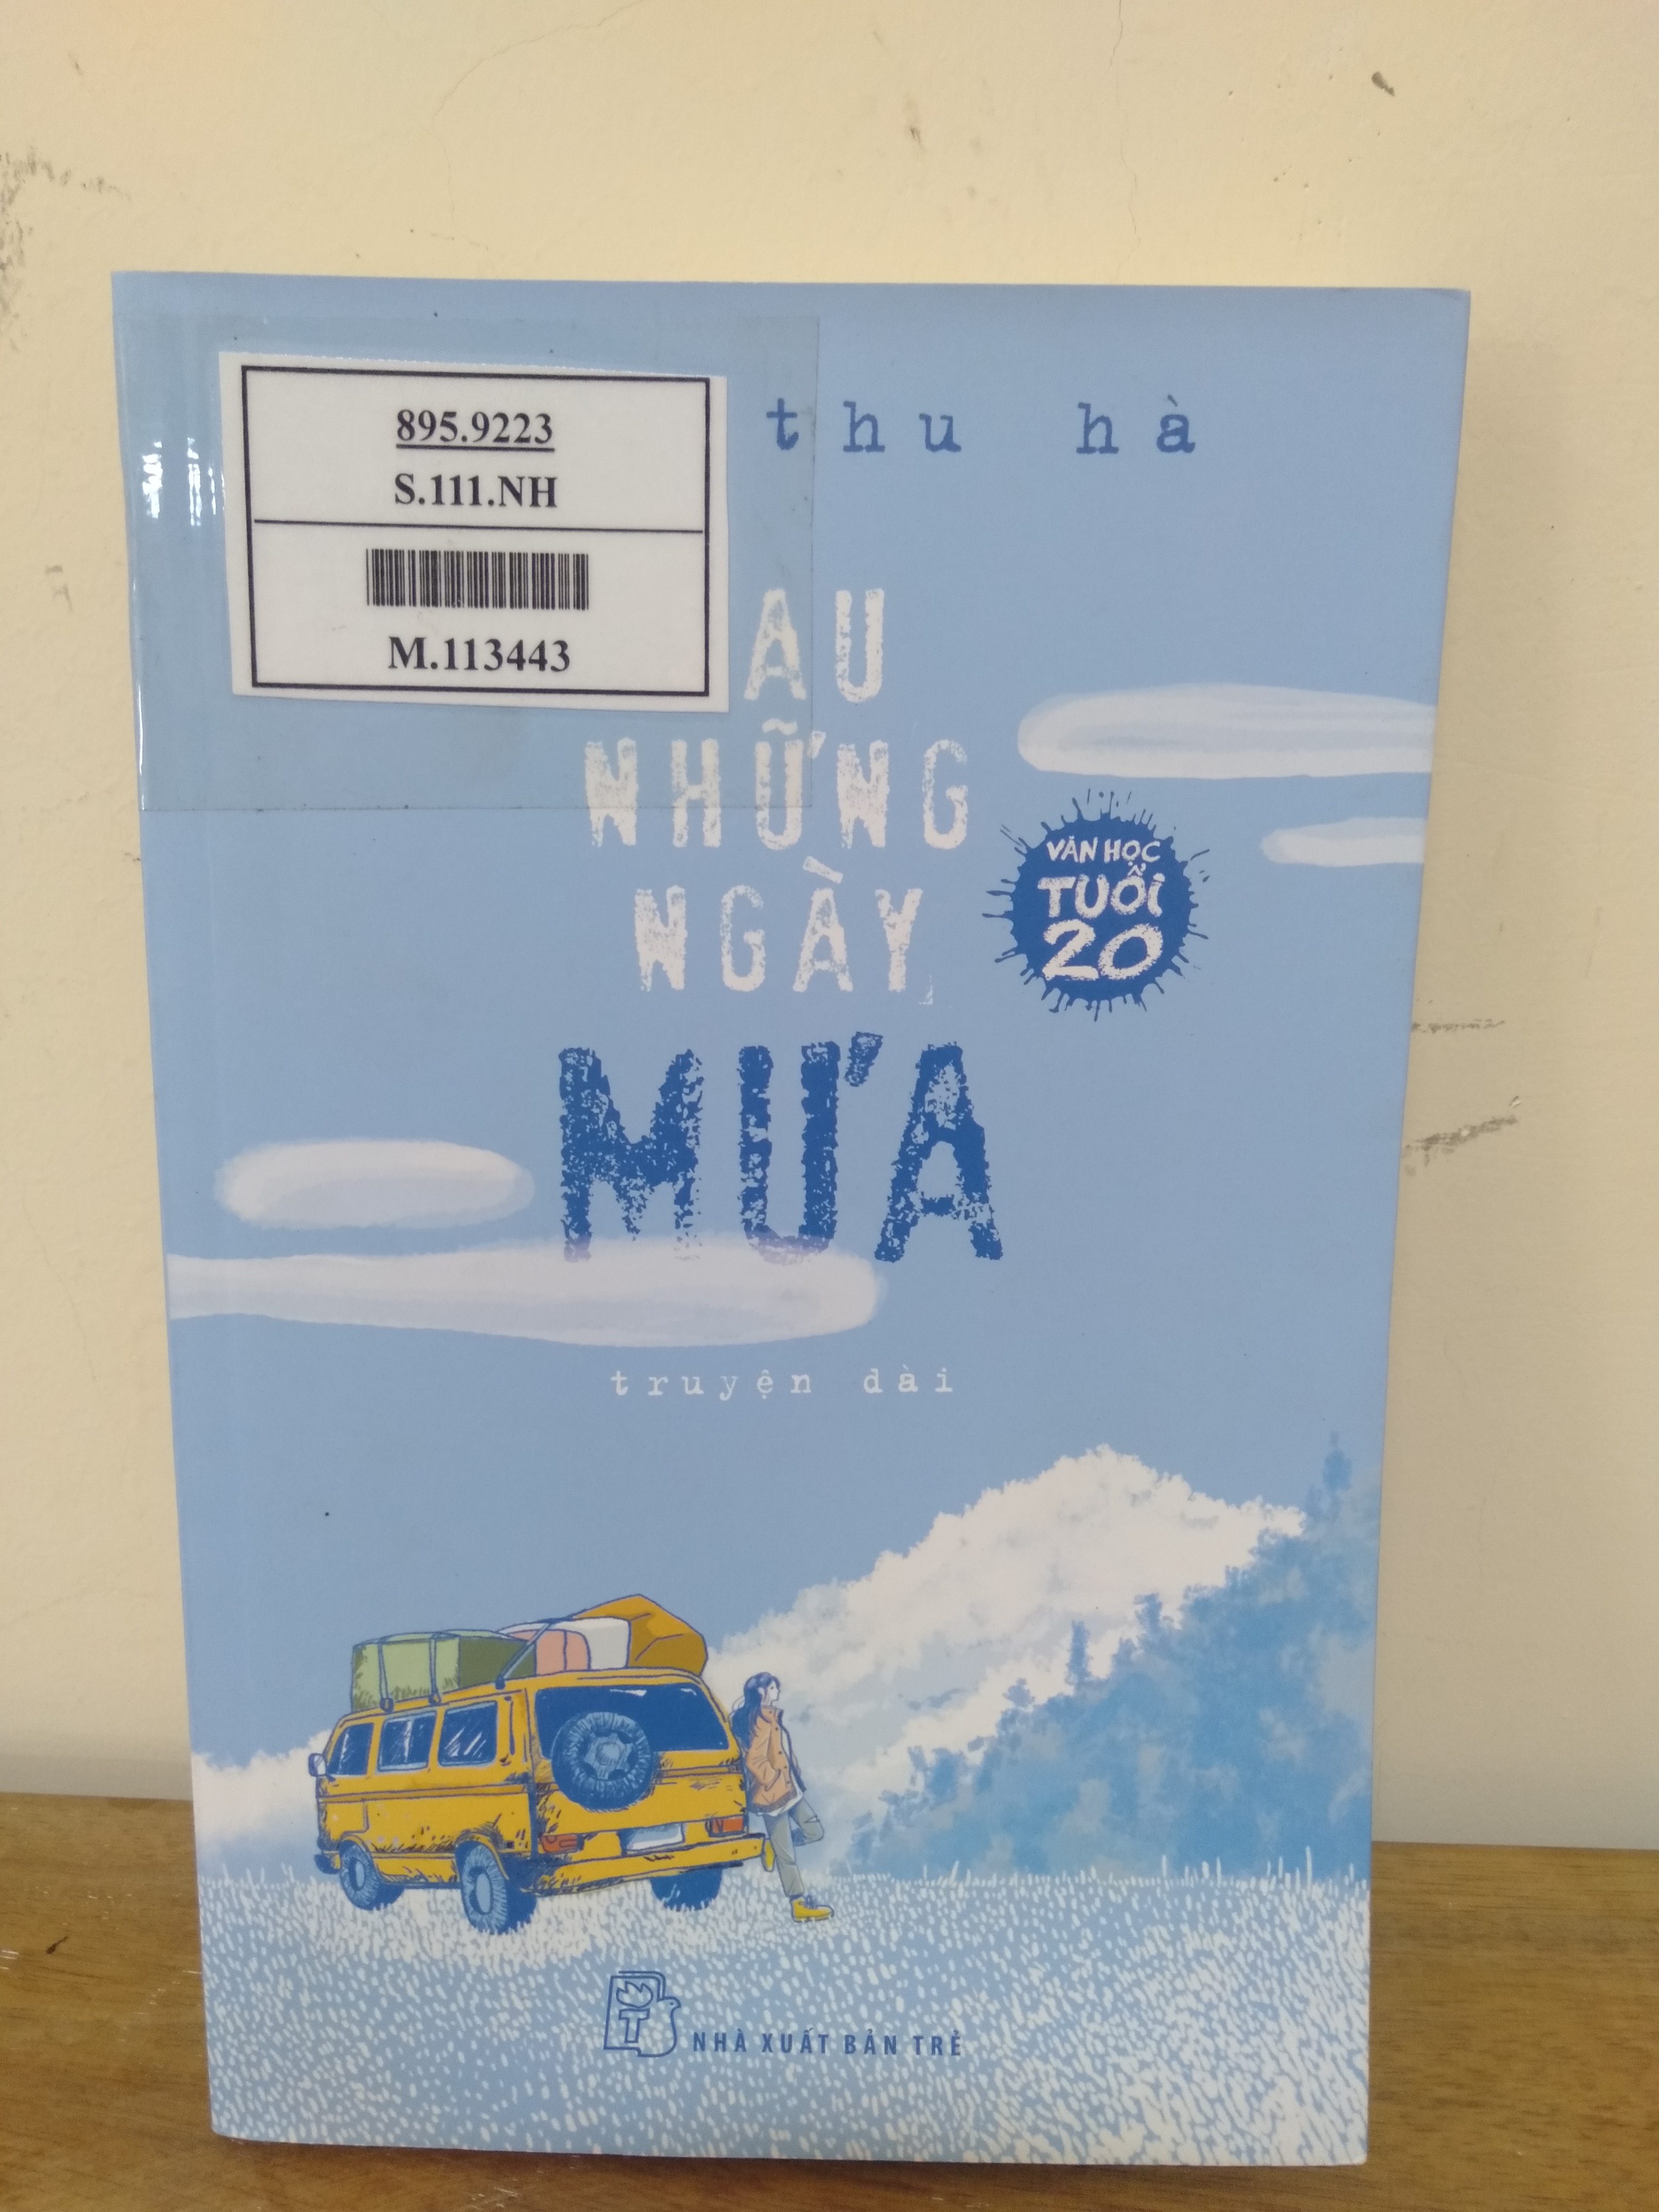 895.9223
S.111.NH
M.113443
thu hà
AU
NHỮNG
NGÀY
MƯA
VĂN HỌC
TUỔI
20
truyện dài
NHÀ XUẤT BẢN TRẺ